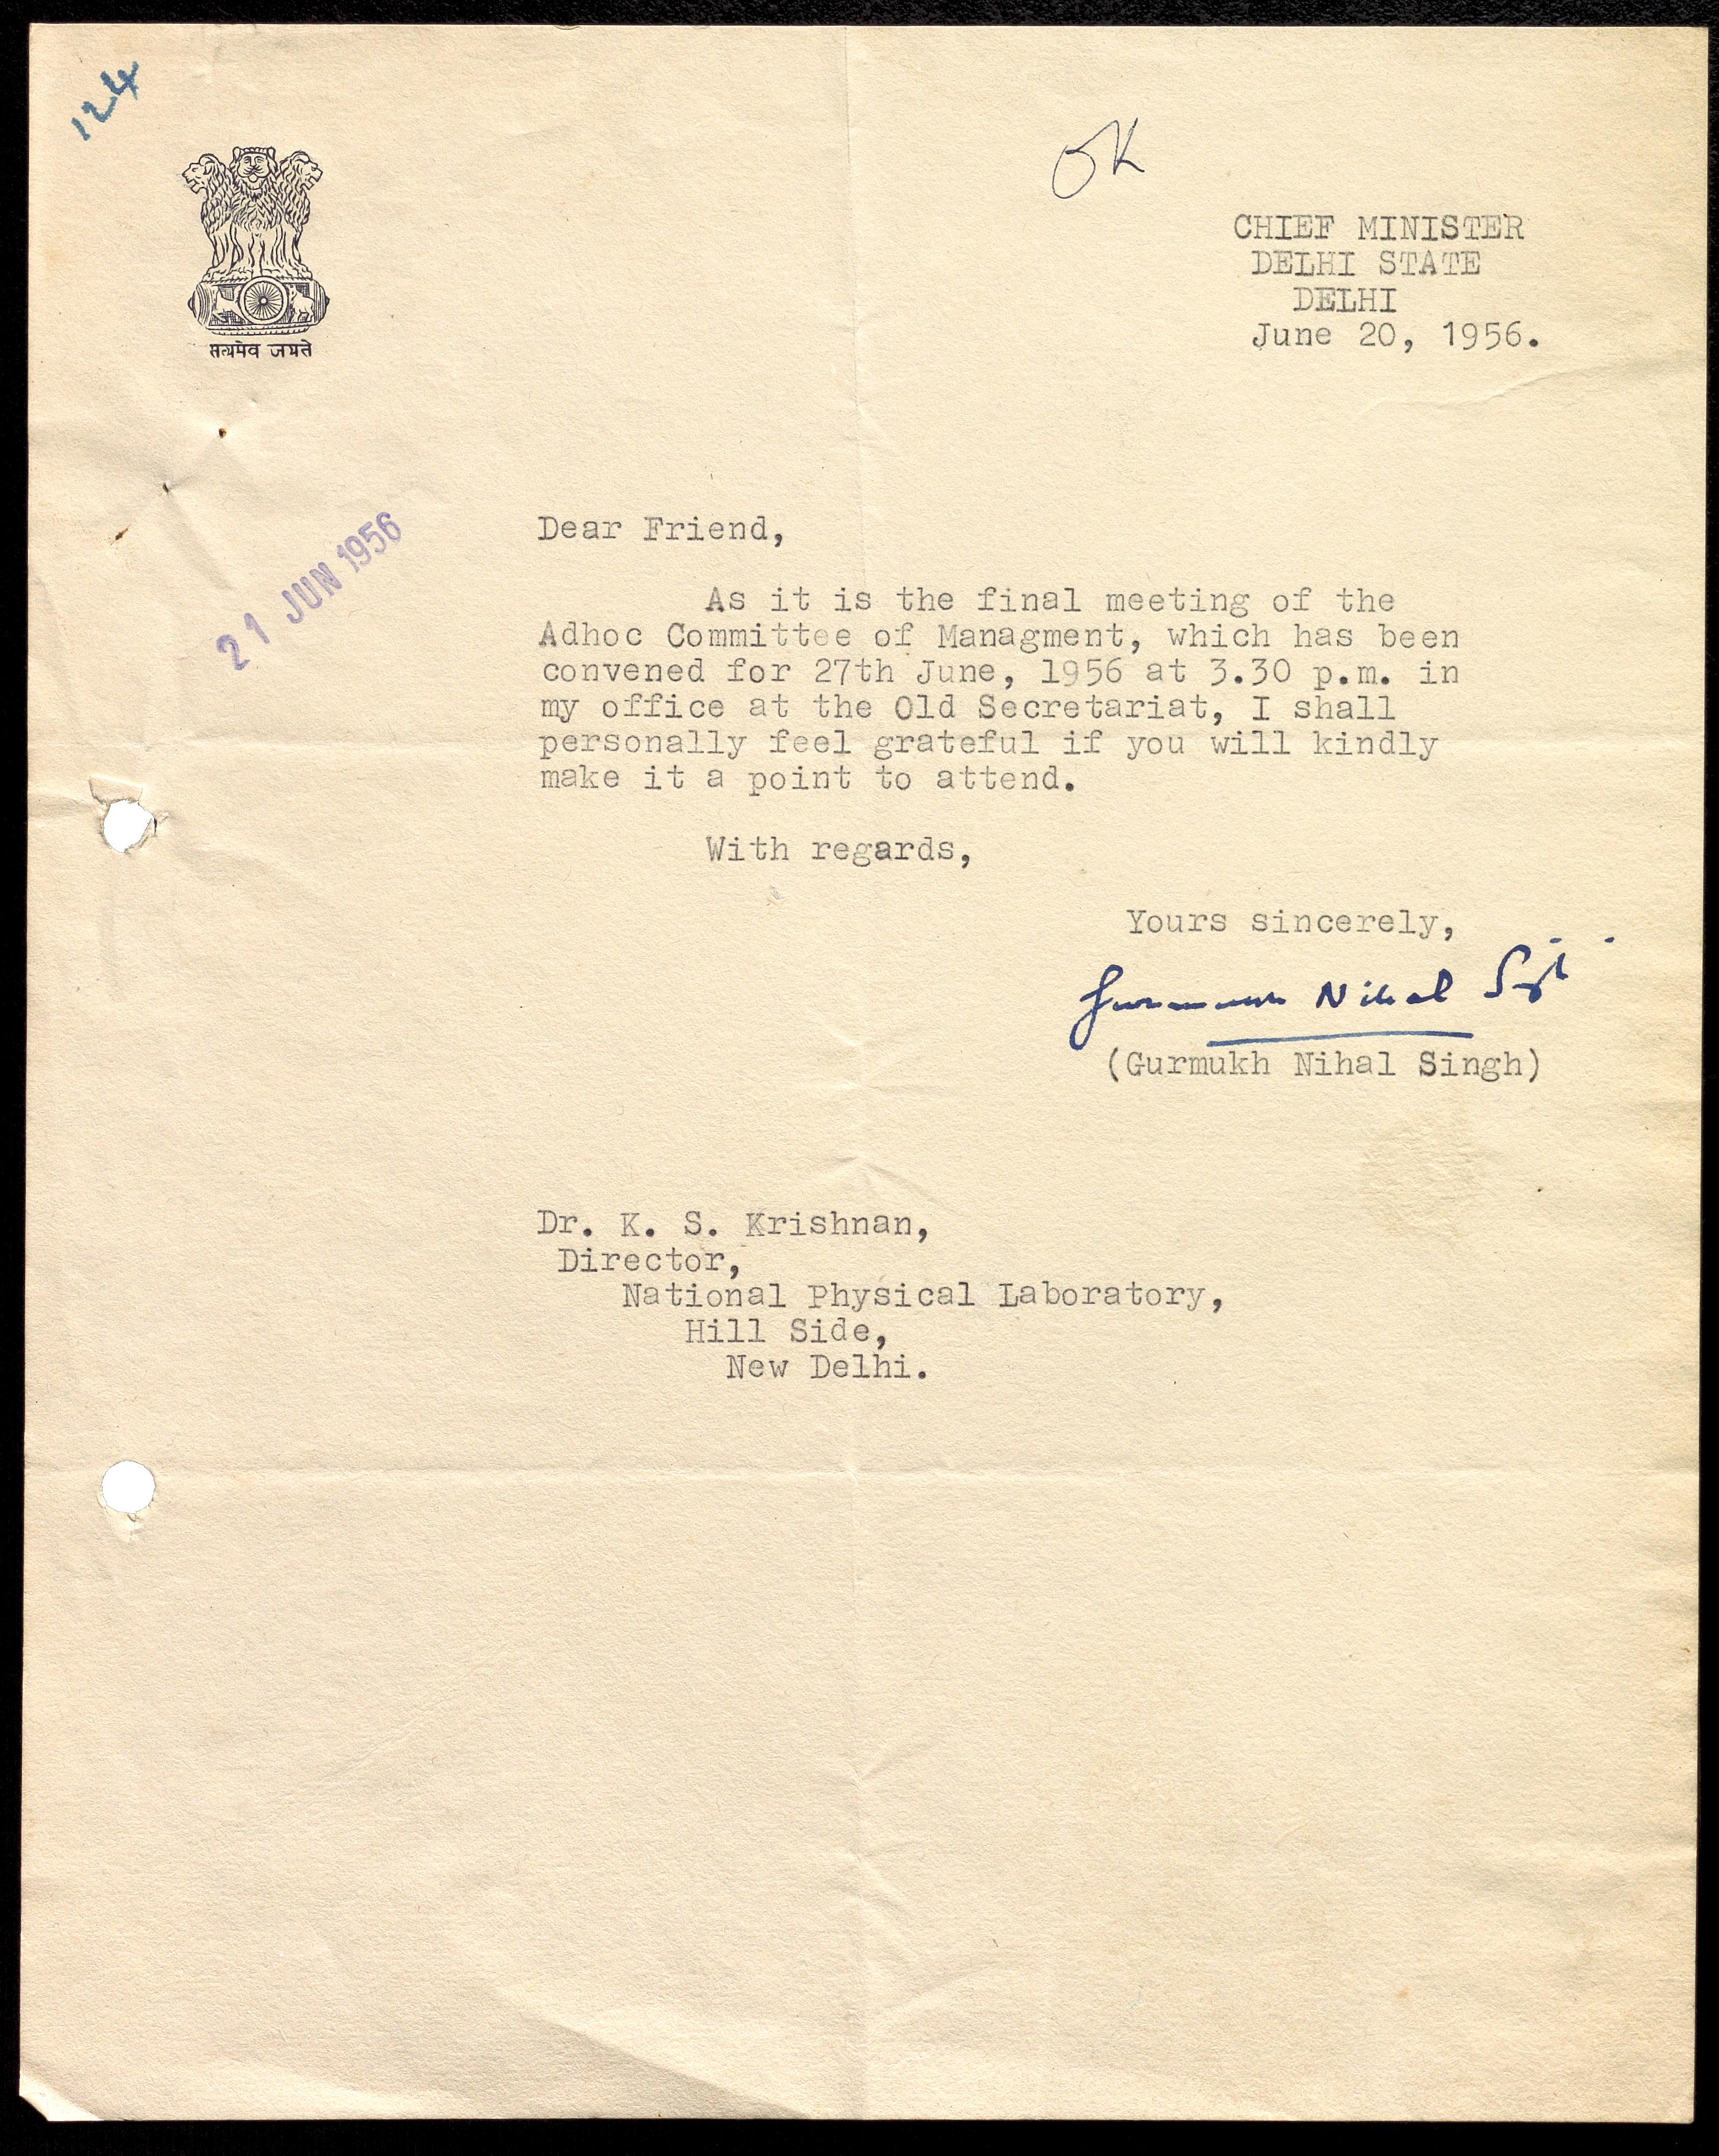 124
OK
सत्यमेव जयते
CHIEF MINISTER
DELHI STATE
DELHI
June 20, 1956.
21 JUN 1956
Dear Friend,
As it is the final meeting of the
Adhoc Committee of Managment, which has been
convened for 27th June, 1956 at 3.30 p.m. in
my office at the Old Secretariat, I shall
personally feel grateful if you will kindly
make it a point to attend.
With regards,
Yours sincerely,
Gurmukh Nihal Singh
(Gurmukh Nihal Singh)
Dr. K. S. Krishnan,
Director,
National Physical Laboratory,
Hill Side,
New Delhi.